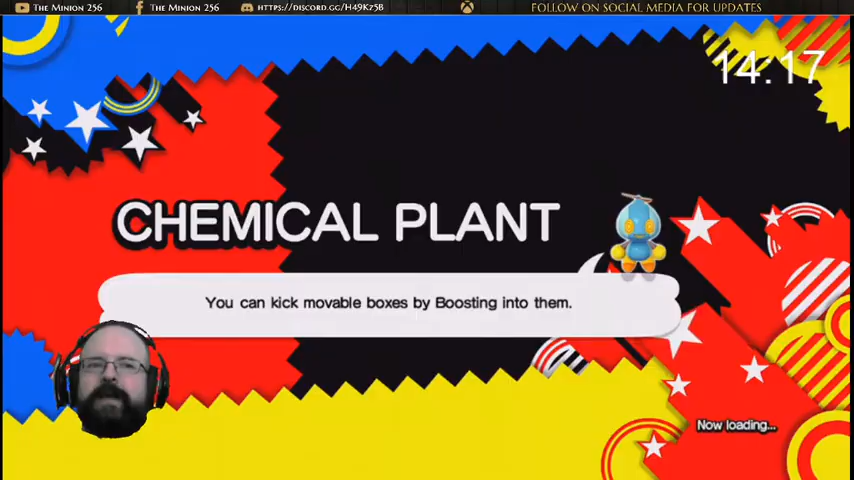 The Minion 256 The Minion 256 https://discord.gg/H49Kz5B FOLLOW ON SOCIAL MEDIA FOR UPDATES
14:17
CHEMICAL PLANT
You can kick movable boxes by Boosting into them.
Now loading...